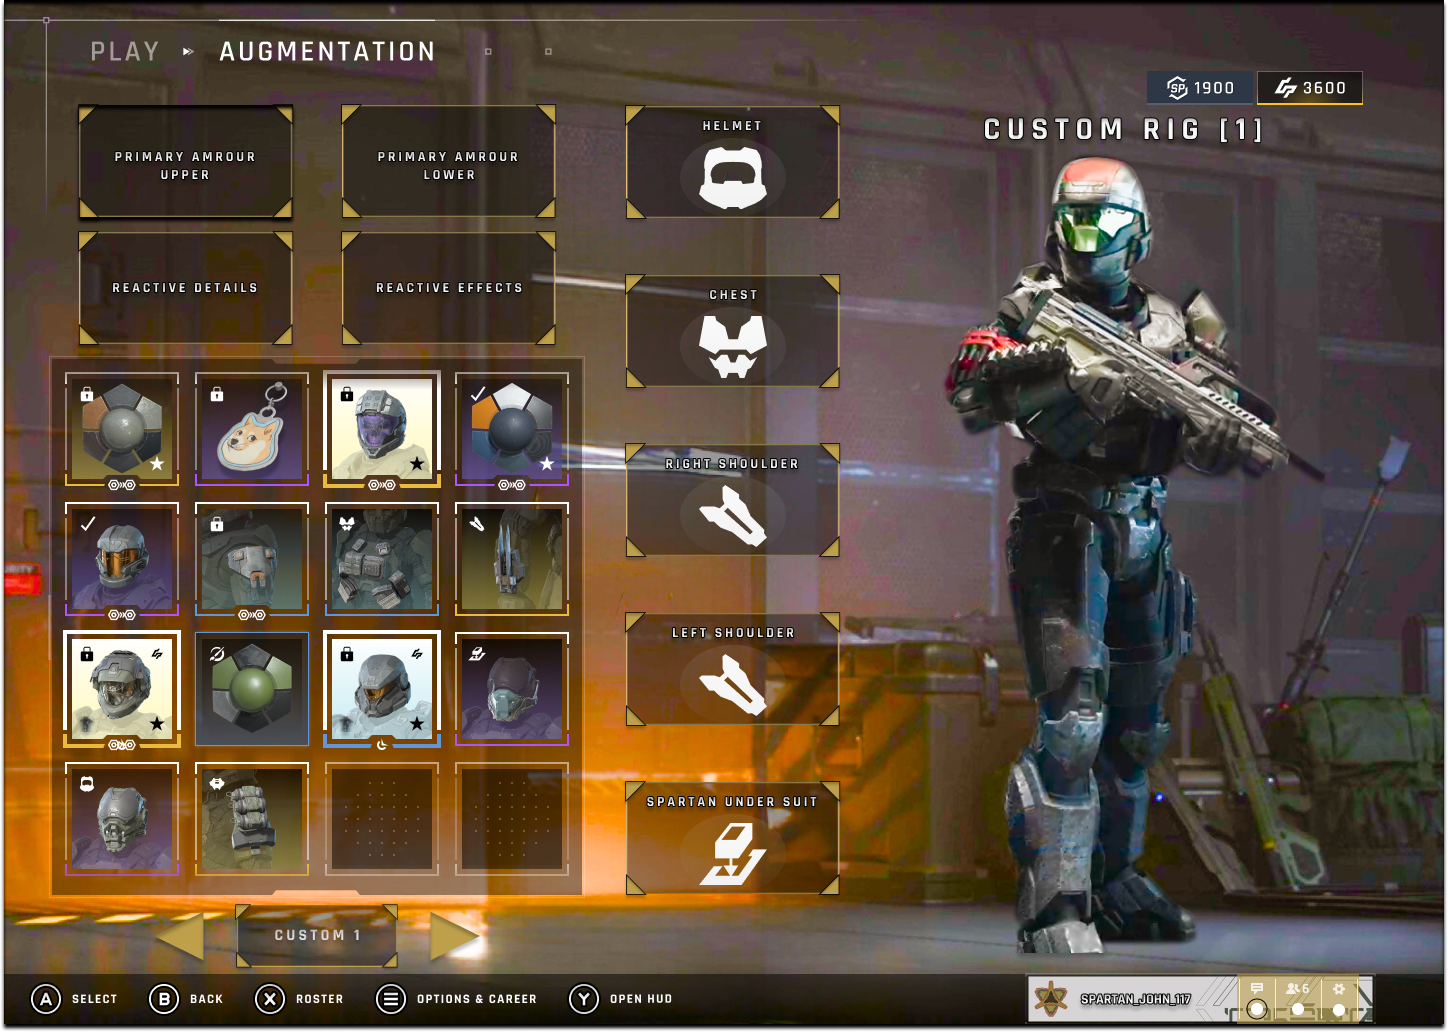 PLAY AUGMENTATION
SP 1900 3600
CUSTOM RIG [1]
PRIMARY AMROUR
UPPER
PRIMARY AMROUR
LOWER
REACTIVE DETAILS
REACTIVE EFFECTS
HELMET
CHEST
RIGHT SHOULDER
LEFT SHOULDER
SPARTAN UNDER SUIT
CUSTOM 1
A SELECT
B BACK
X ROSTER
OPTIONS & CAREER
Y OPEN HUD
SPARTAN_JOHN_117
6